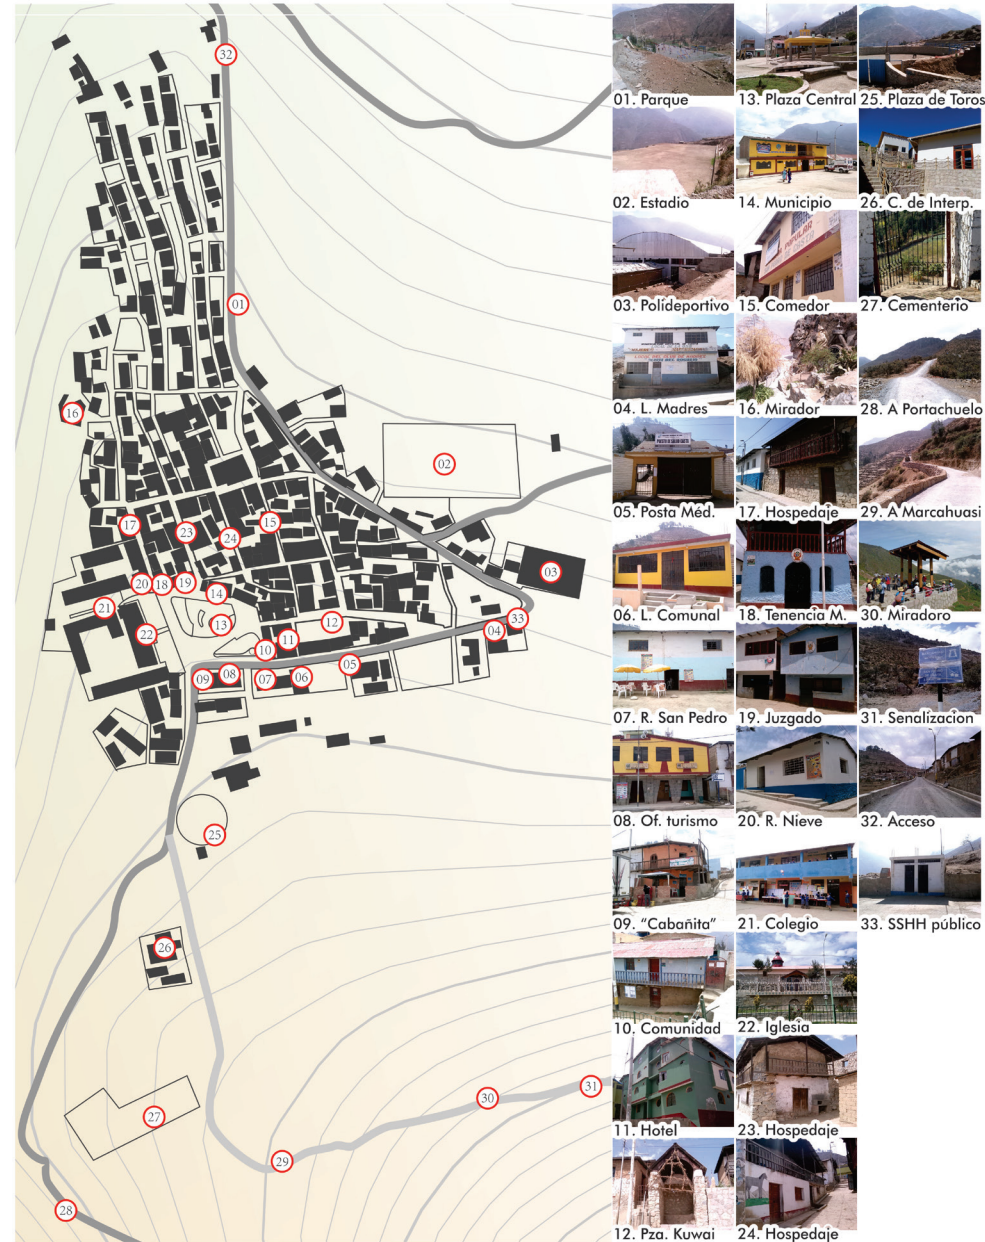 32
01
16
02
15
17
23
24
03
20
18
19
14
21
13
12
33
22
11
04
10
05
09
08
07
06
25
26
27
30
31
29
28
01. Parque
13. Plaza Central
25. Plaza de Toros
02. Estadio
14. Municipio
26. C. de Interp.
03. Polídeportivo
POPULAR
15. Comedor
27. Cementerio
04. L. Madres
16. Mirador
28. A Portachuelo
05. Posta Méd.
17. Hospedaje
29. A Marcahuasi
06. L. Comunal
18. Tenencia M.
30. Miradoro
07. R. San Pedro
19. Juzgado
31. Senalizacion
08. Of. turismo
20. R. Nieve
32. Acceso
09. “Cabañita”
21. Colegio
33. SSHH público
10. Comunidad
22. Iglesia
11. Hotel
23. Hospedaje
12. Pza. Kuwai
24. Hospedaje